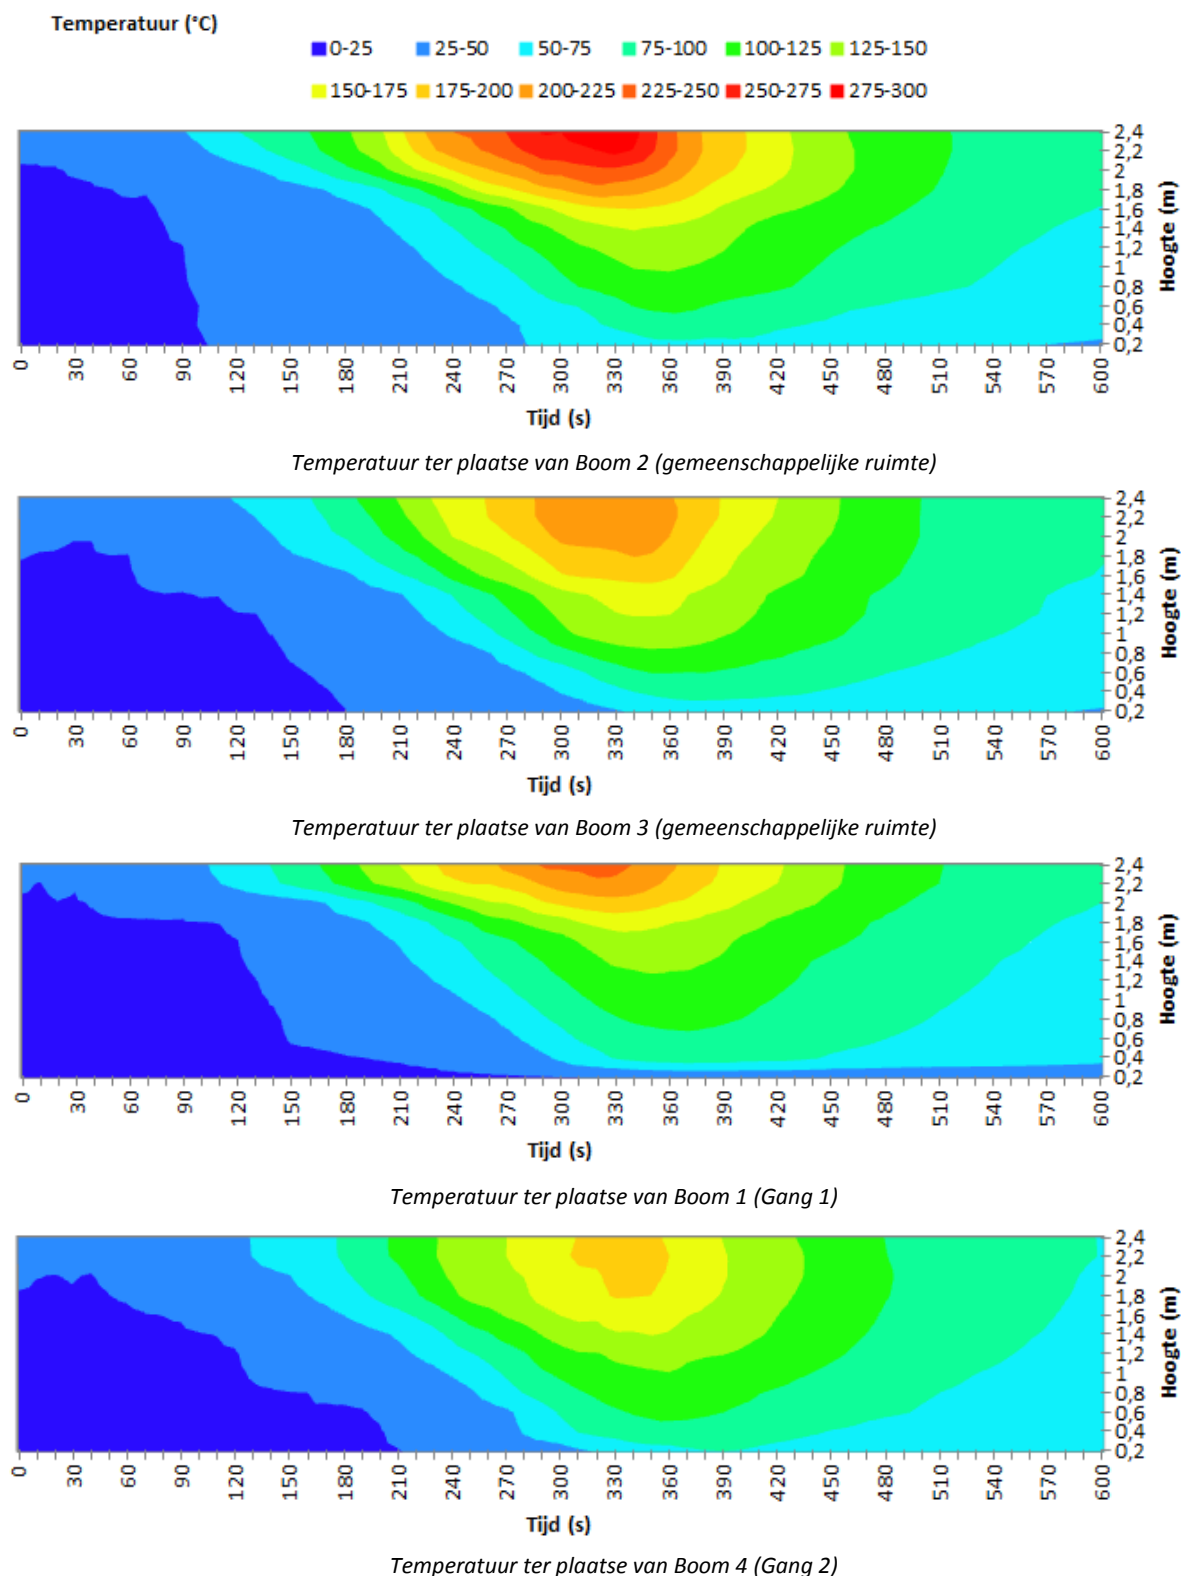 Temperatuur (°C)
0-25 25-50 50-75 75-100 100-125 125-150
150-175 175-200 200-225 225-250 250-275 275-300
2,4
2,2
2
1,8
1,6
1,4
1,2
1
0,8
0,6
0,4
0,2
Hoogte (m)
0 30 60 90 120 150 180 210 240 270 300 330 360 390 420 450 480 510 540 570 600
Tijd (s)
Temperatuur ter plaatse van Boom 2 (gemeenschappelijke ruimte)
2,4
2,2
2
1,8
1,6
1,4
1,2
1
0,8
0,6
0,4
0,2
Hoogte (m)
0 30 60 90 120 150 180 210 240 270 300 330 360 390 420 450 480 510 540 570 600
Tijd (s)
Temperatuur ter plaatse van Boom 3 (gemeenschappelijke ruimte)
2,4
2,2
2
1,8
1,6
1,4
1,2
1
0,8
0,6
0,4
0,2
Hoogte (m)
0 30 60 90 120 150 180 210 240 270 300 330 360 390 420 450 480 510 540 570 600
Tijd (s)
Temperatuur ter plaatse van Boom 1 (Gang 1)
2,4
2,2
2
1,8
1,6
1,4
1,2
1
0,8
0,6
0,4
0,2
Hoogte (m)
0 30 60 90 120 150 180 210 240 270 300 330 360 390 420 450 480 510 540 570 600
Tijd (s)
Temperatuur ter plaatse van Boom 4 (Gang 2)